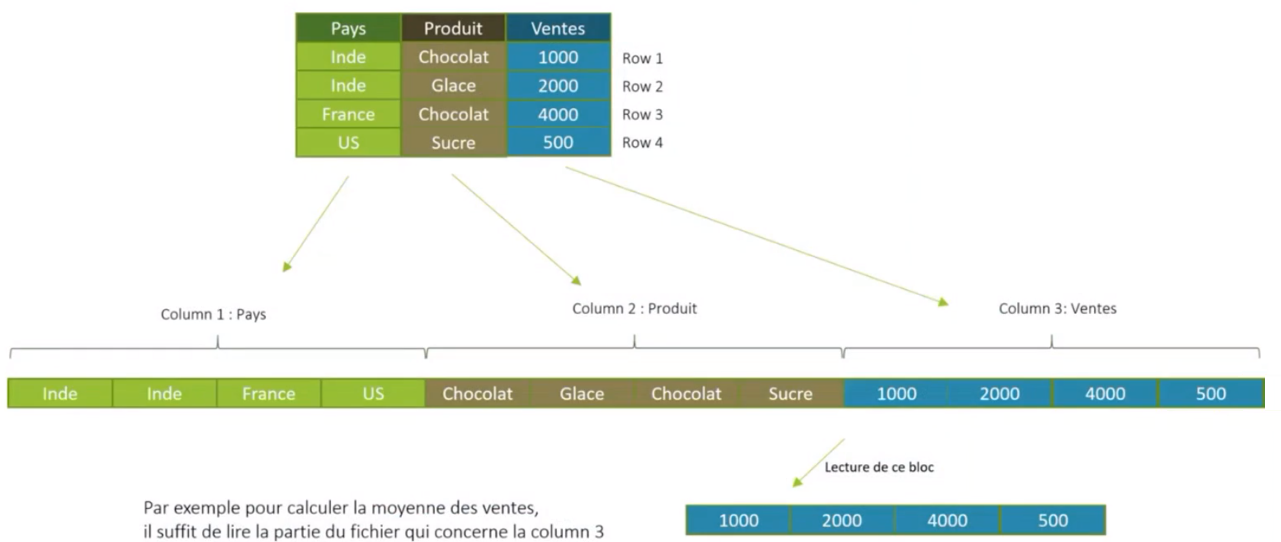 Pays Produit Ventes
Inde Chocolat 1000 Row 1
Inde Glace 2000 Row 2
France Chocolat 4000 Row 3
US Sucre 500 Row 4
Column 1 : Pays
Column 2 : Produit
Column 3: Ventes
Inde Inde France US Chocolat Glace Chocolat Sucre 1000 2000 4000 500
Lecture de ce bloc
Par exemple pour calculer la moyenne des ventes,
il suffit de lire la partie du fichier qui concerne la column 3
1000 2000 4000 500